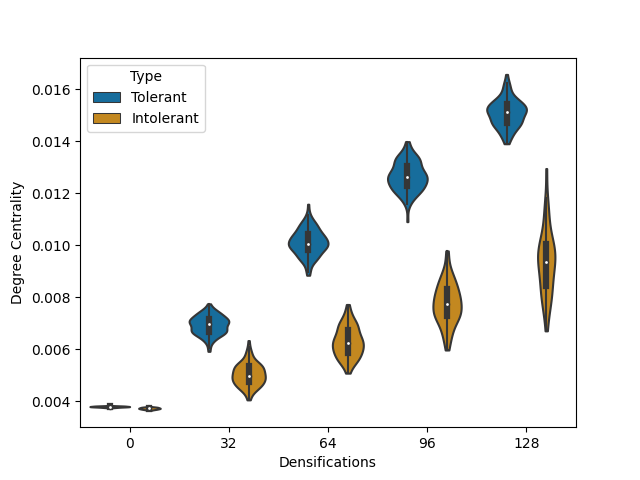 Type
Tolerant
Intolerant
0.016
0.014
0.012
0.010
0.008
0.006
0.004
Degree Centrality
0 32 64 96 128
Densifications